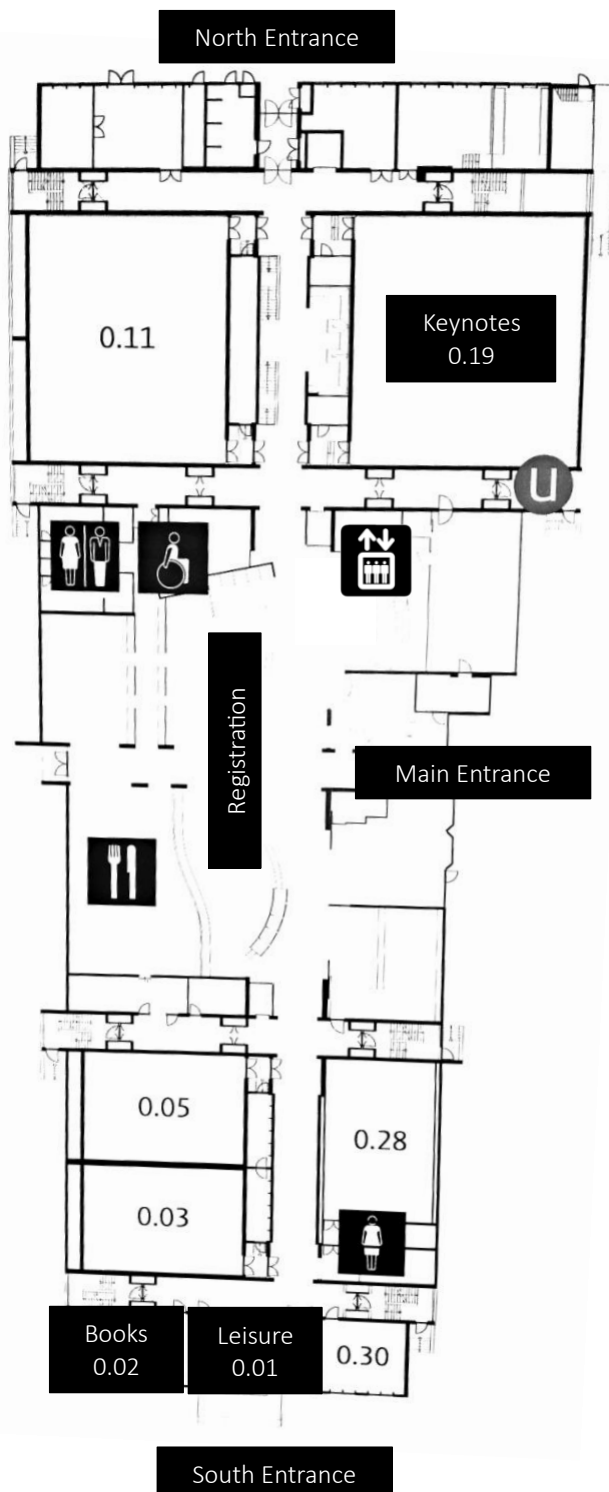 North Entrance
0.11
Keynotes
0.19
U
Registration
Main Entrance
0.05
0.28
0.03
Books
0.02
Leisure
0.01
0.30
South Entrance